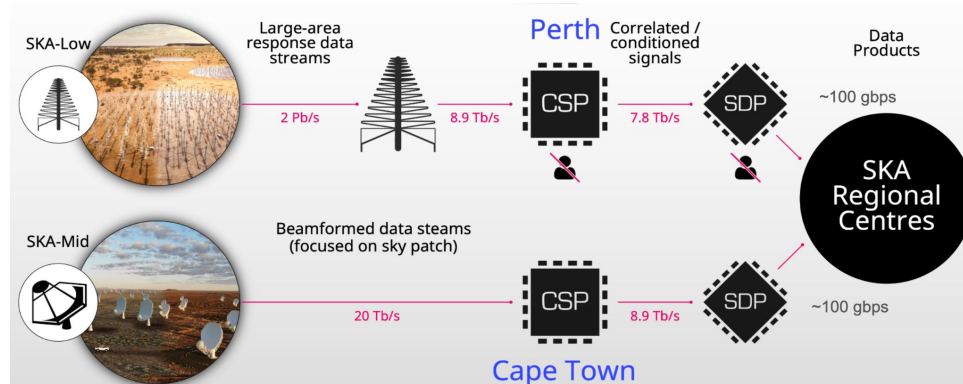 SKA-Low
Large-area
response data
streams
Perth
Correlated /
conditioned
signals
Data
Products
2 Pb/s
8.9 Tb/s
CSP
7.8 Tb/s
SDP
~100 gbps
SKA
Regional
Centres
SKA-Mid
Beamformed data steams
(focused on sky patch)
20 Tb/s
CSP
8.9 Tb/s
SDP
~100 gbps
Cape Town